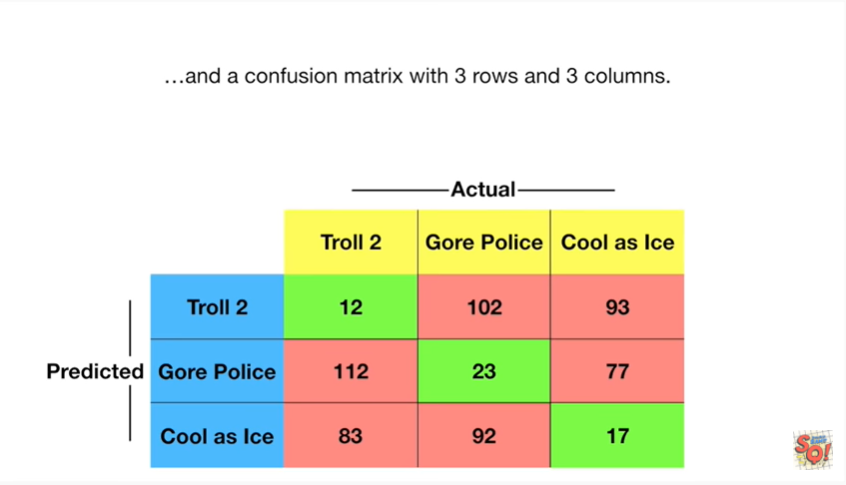 ...and a confusion matrix with 3 rows and 3 columns.
Actual
Troll 2 Gore Police Cool as Ice
Troll 2 12 102 93
Predicted Gore Police 112 23 77
Cool as Ice 83 92 17
SQ!